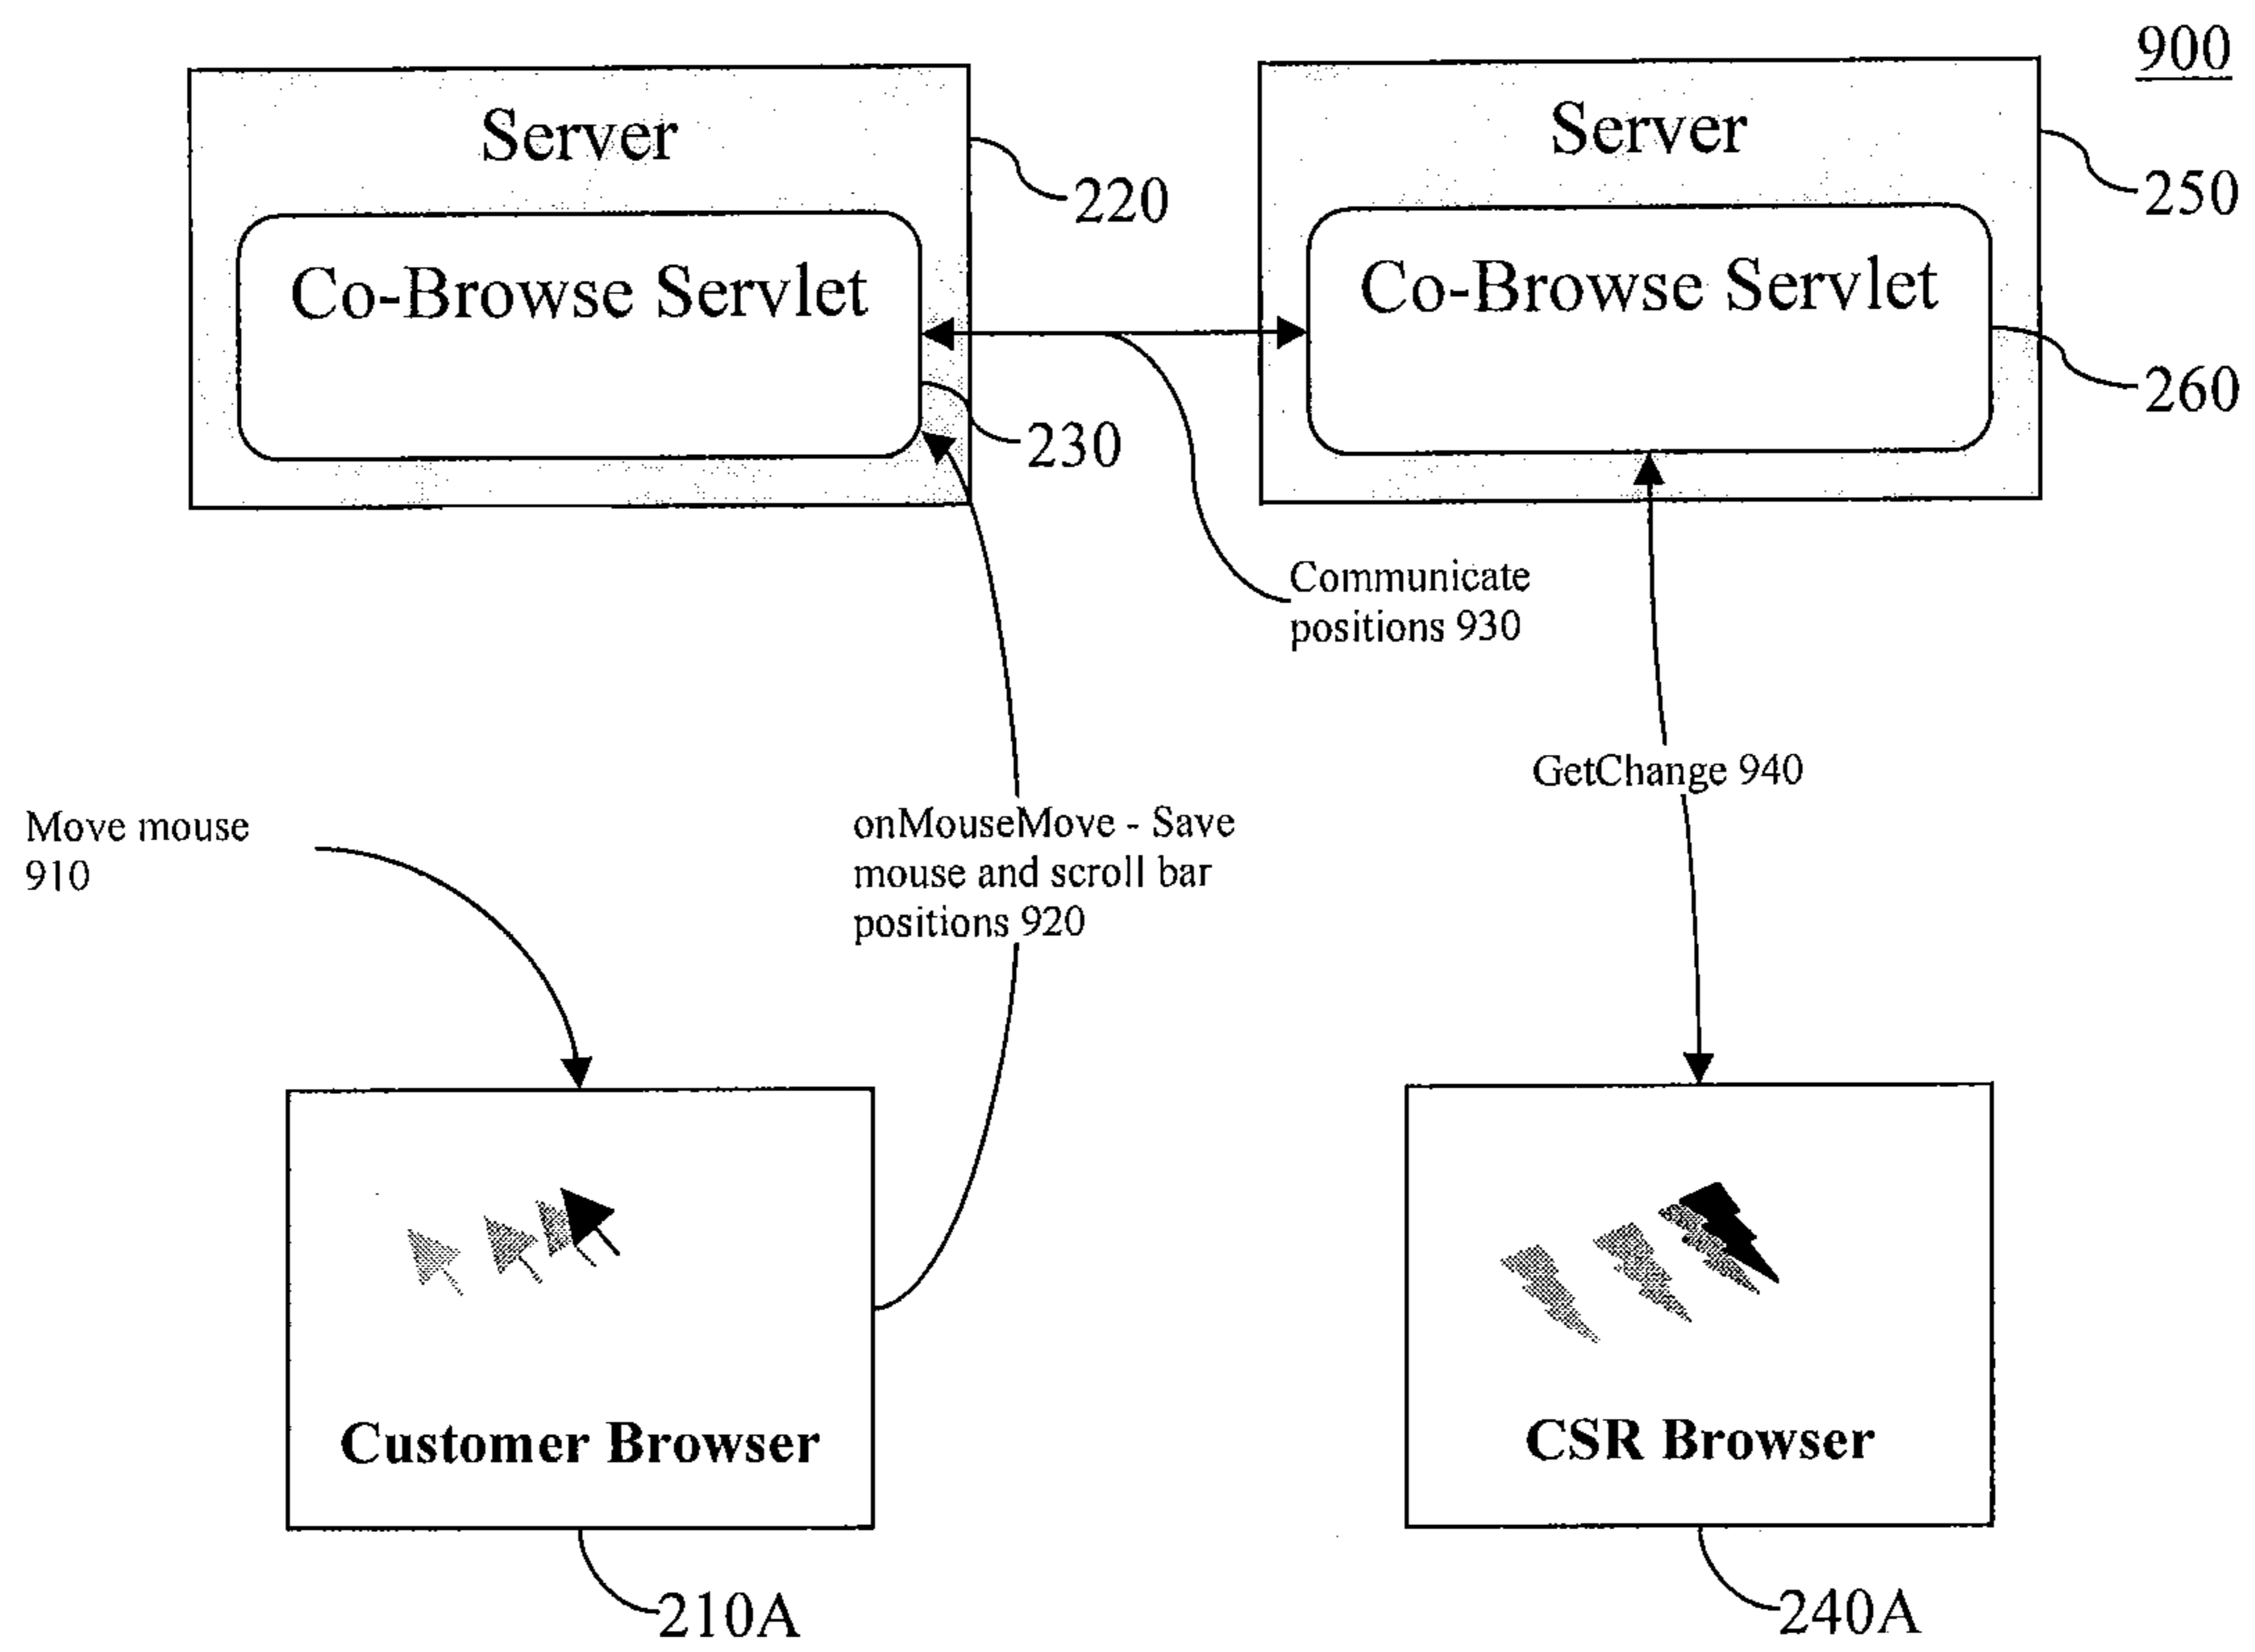 900
Server
Server
220
250
Co-Browse Servlet
Co-Browse Servlet
230
260
Communicate
positions 930
GetChange 940
Move mouse
910
onMouseMove - Save
mouse and scroll bar
positions 920
Customer Browser
CSR Browser
210A
240A